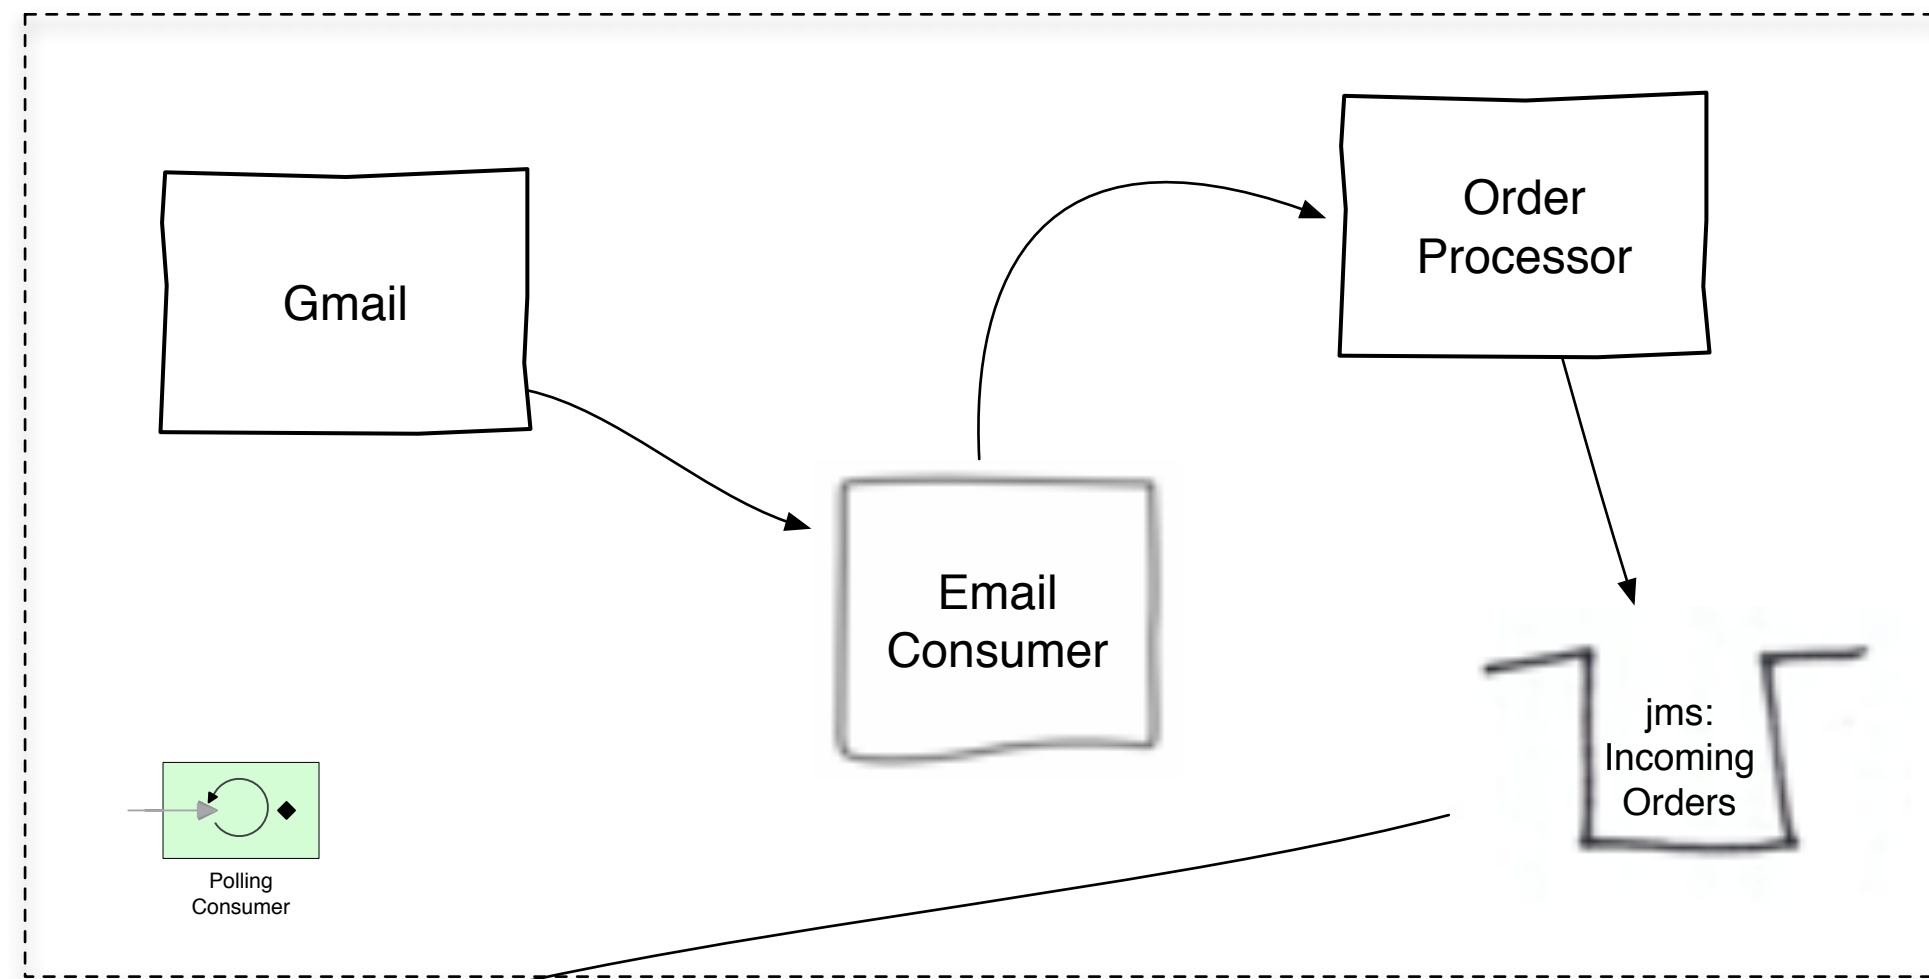 Order
Processor
Gmail
Email
Consumer
jms:
Incoming
Orders
Polling
Consumer